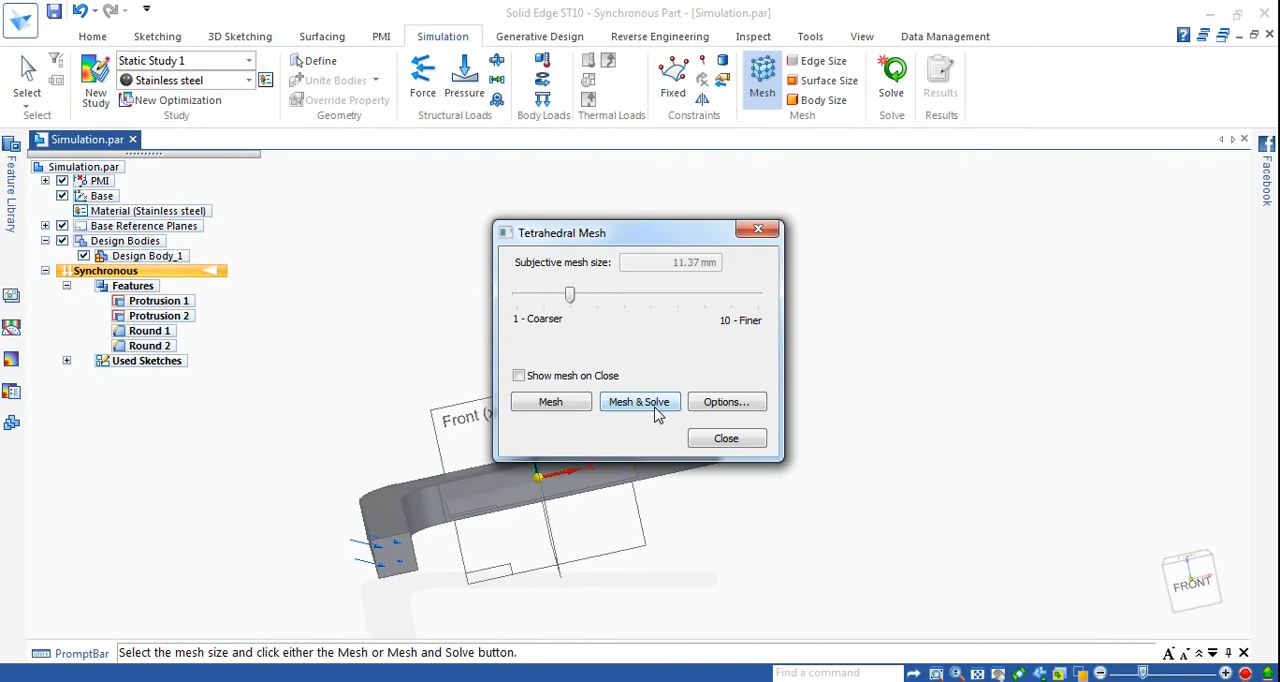 Solid Edge ST10 - Synchronous Part - [Simulation.par]
Home Sketching 3D Sketching Surfacing PMI Simulation Generative Design Reverse Engineering Inspect Tools View Data Management
Select
Select
New Study
Static Study 1
Stainless steel
New Optimization
Study
Define
Unite Bodies
Override Property
Geometry
Force
Pressure
Structural Loads
Body Loads
Thermal Loads
Fixed
Constraints
Mesh
Edge Size
Surface Size
Body Size
Mesh
Solve
Solve
Results
Results
Simulation.par
Feature Library
Facebook
Simulation.par
PMI
Base
Material (Stainless steel)
Base Reference Planes
Design Bodies
Design Body_1
Synchronous
Features
Protrusion 1
Protrusion 2
Round 1
Round 2
Used Sketches
Tetrahedral Mesh
Subjective mesh size: 11.37 mm
1 - Coarser 10 - Finer
Show mesh on Close
Mesh Mesh & Solve Options...
Close
Front (x
FRONT
PromptBar Select the mesh size and click either the Mesh or Mesh and Solve button.
Find a command